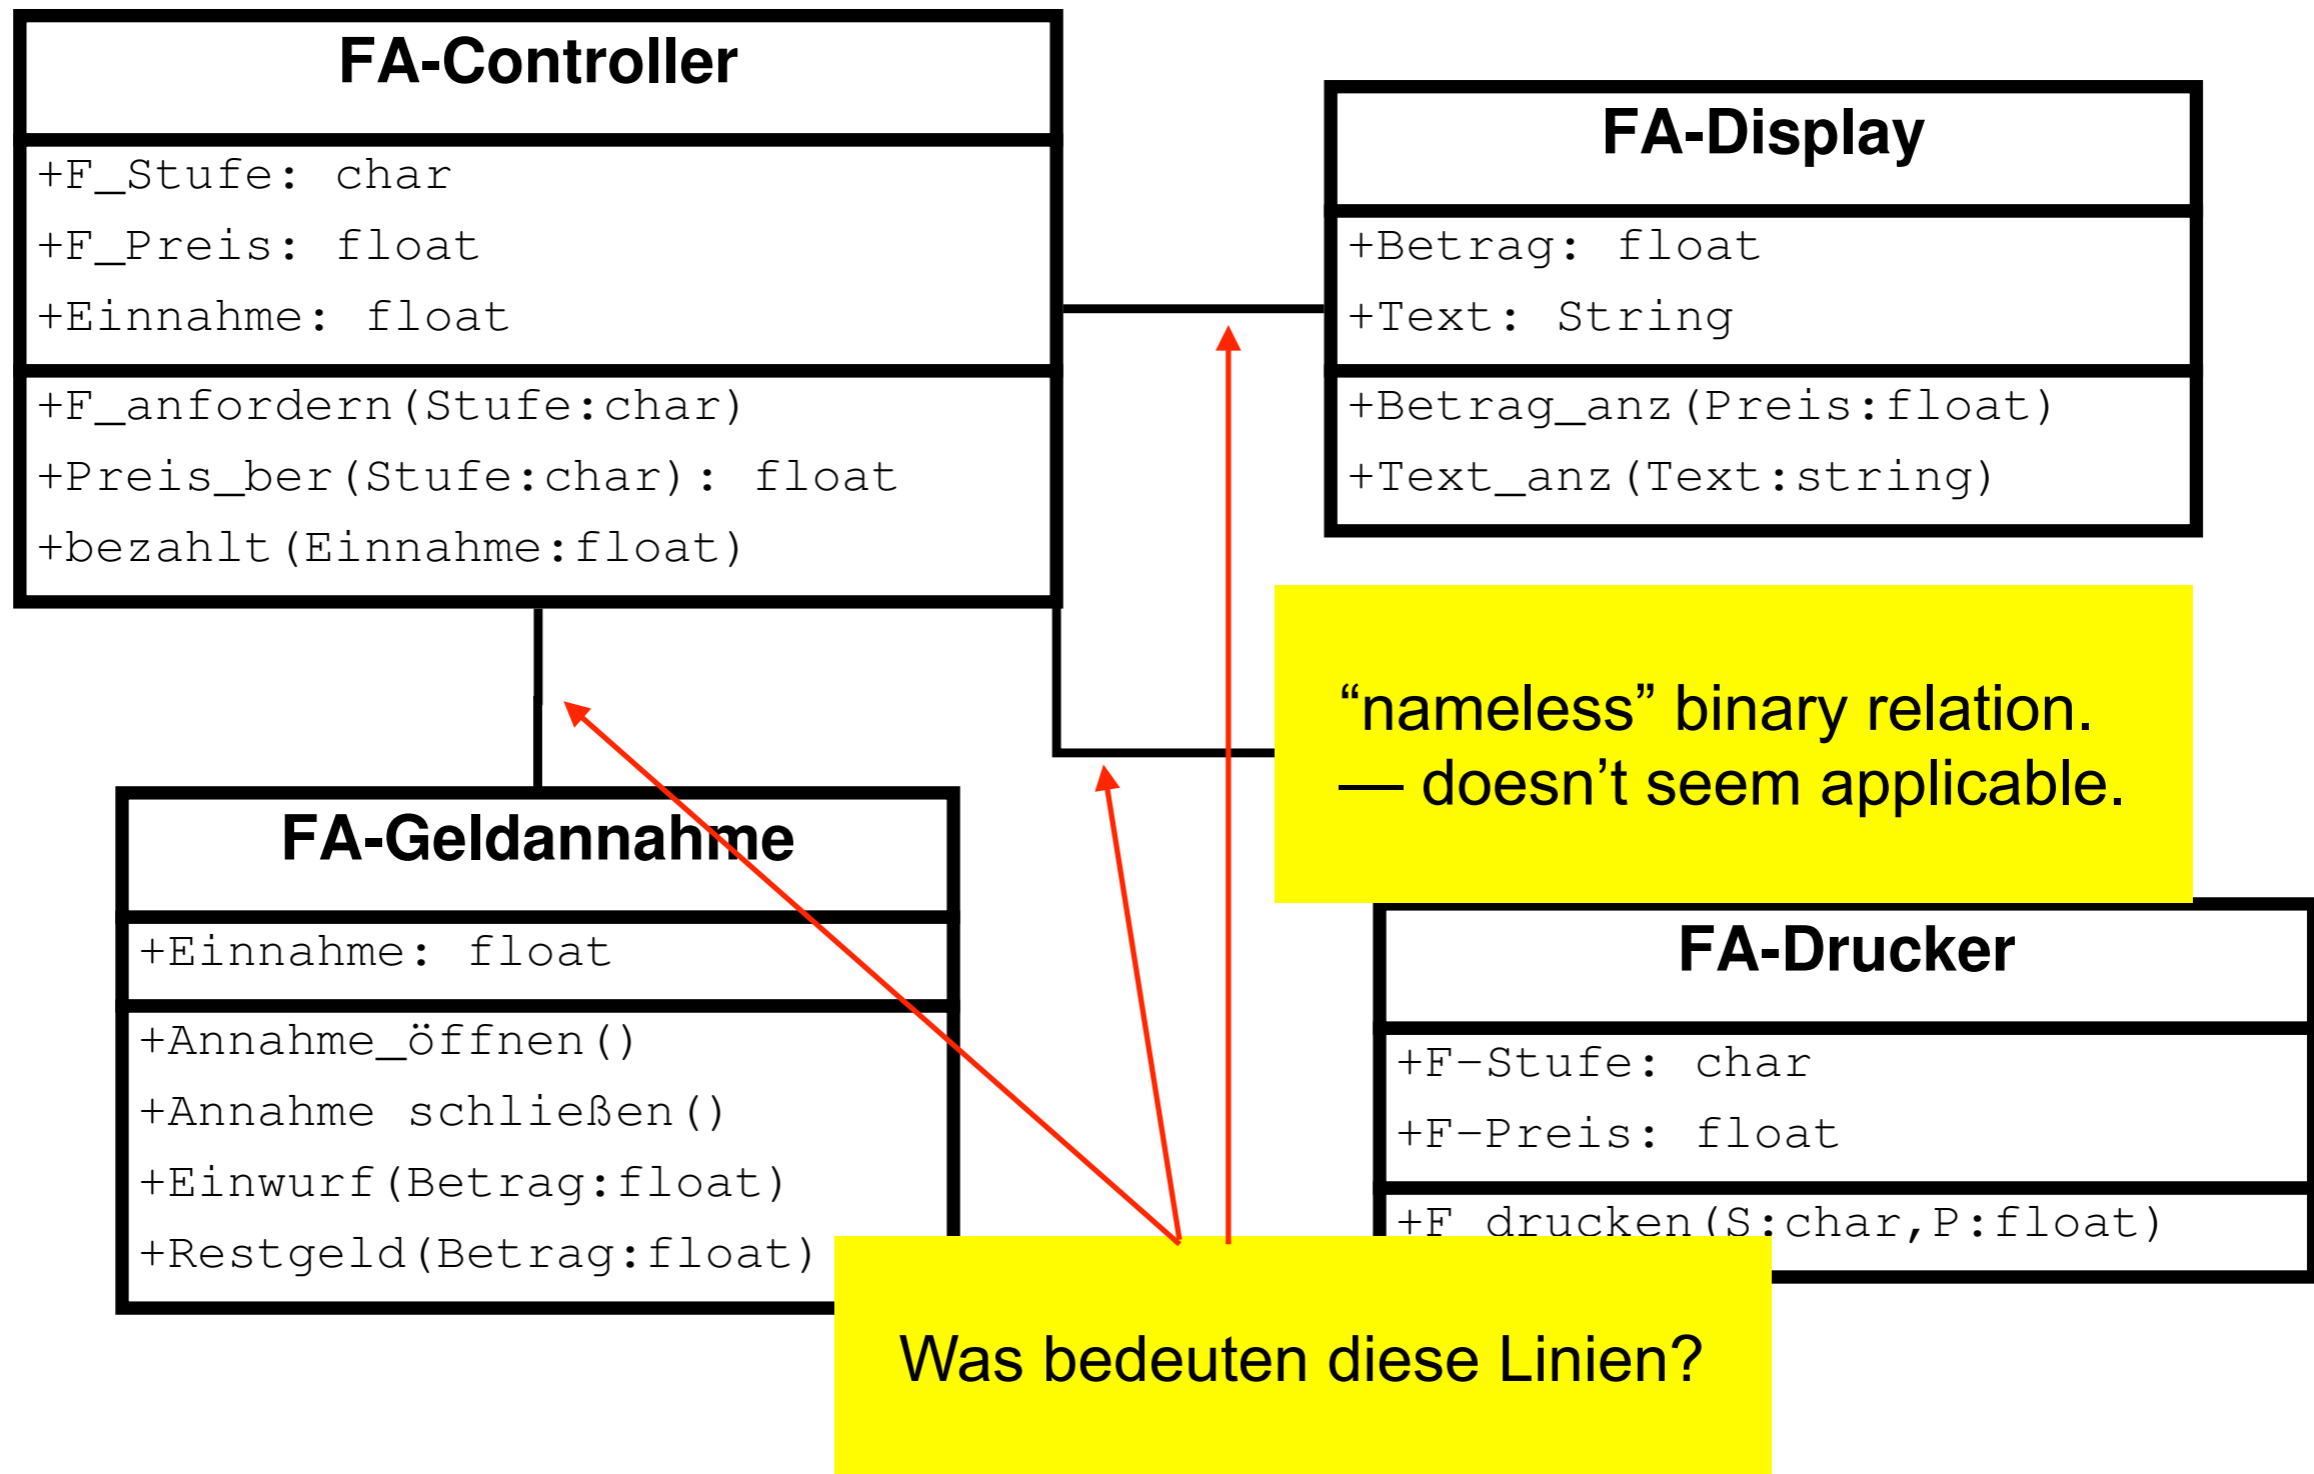 FA-Controller
+F_Stufe: char
+F_Preis: float
+Einnahme: float
+F_anfordern(Stufe:char)
+Preis_ber(Stufe:char): float
+bezahlt(Einnahme:float)
FA-Display
+Betrag: float
+Text: String
+Betrag_anz(Preis:float)
+Text_anz(Text:string)
“nameless” binary relation.
— doesn’t seem applicable.
FA-Geldannahme
+Einnahme: float
+Annahme_öffnen()
+Annahme schließen()
+Einwurf(Betrag:float)
+Restgeld(Betrag:float)
FA-Drucker
+F-Stufe: char
+F-Preis: float
+F drucken(S:char,P:float)
Was bedeuten diese Linien?